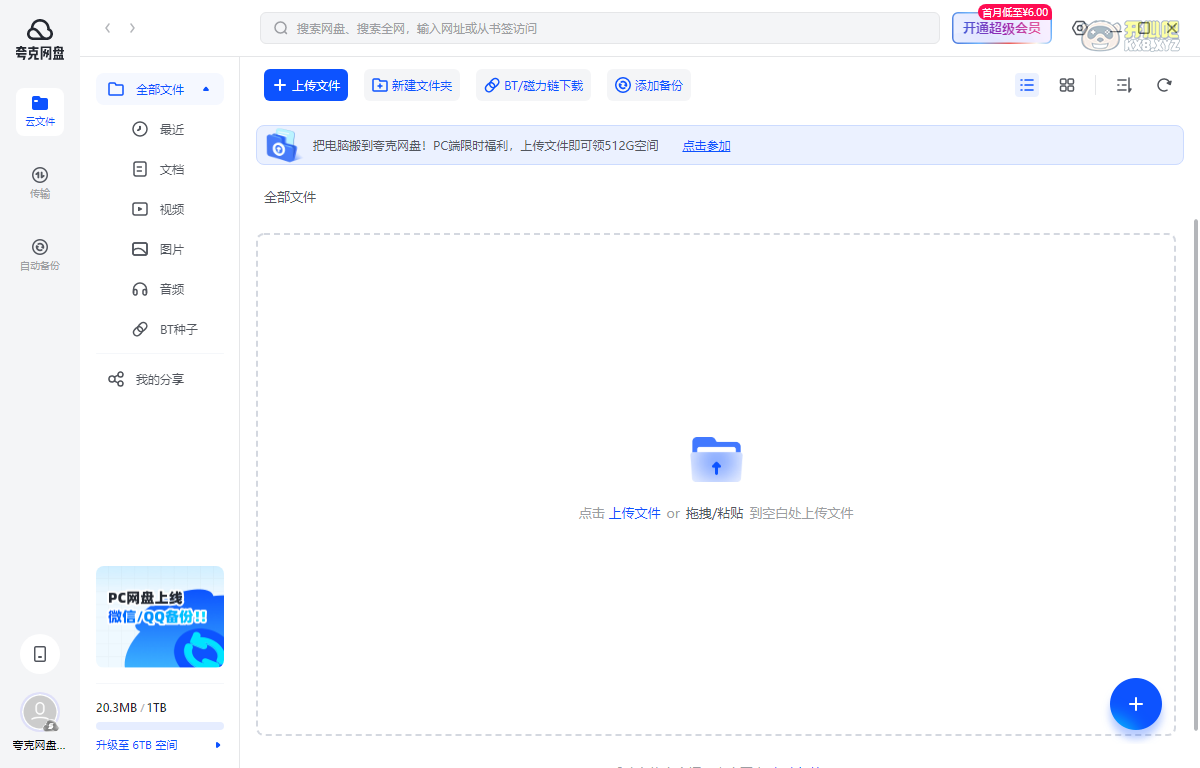 夸克网盘
云文件
传输
自动备份
夸克网盘...
搜索网盘、搜索全网，输入网址或从书签访问
首月低至¥6.00
开通超级会员
KX8.XYZ
全部文件
最近
文档
视频
图片
音频
BT种子
我的分享
PC网盘上线
微信/QQ备份!!
20.3MB / 1TB
升级至 6TB 空间
上传文件
新建文件夹
BT/磁力链下载
添加备份
把电脑搬到夸克网盘！PC端限时福利，上传文件即可领512G空间 点击参加
全部文件
点击 上传文件 or 拖拽/粘贴 到空白处上传文件